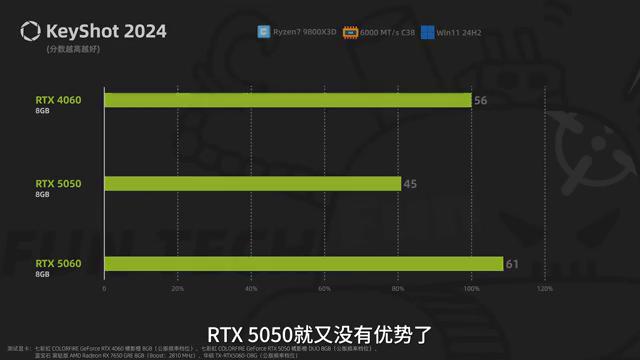 KeyShot 2024
(分数越高越好)
Ryzen7 9800X3D
6000 MT/s C38
Win11 24H2
RTX 4060
8GB
56
RTX 5050
8GB
45
RTX 5060
8GB
61
0 20% 40% 60% 80% 100% 120%
FUN TECH
RTX 5050就又没有优势了
测试显卡：七彩虹 COLORFIRE GeForce RTX 4060 橘影橙 8GB（公版频率档位）、七彩虹 COLORFIRE GeForce RTX 5050 橘影橙 DUO 8GB（公版频率档位）、
蓝宝石 AMD Radeon RX 7650 GRE 8GB（Boost：2810 MHz）、华硕 TX-RTX5060-O8G（公版频率档位）